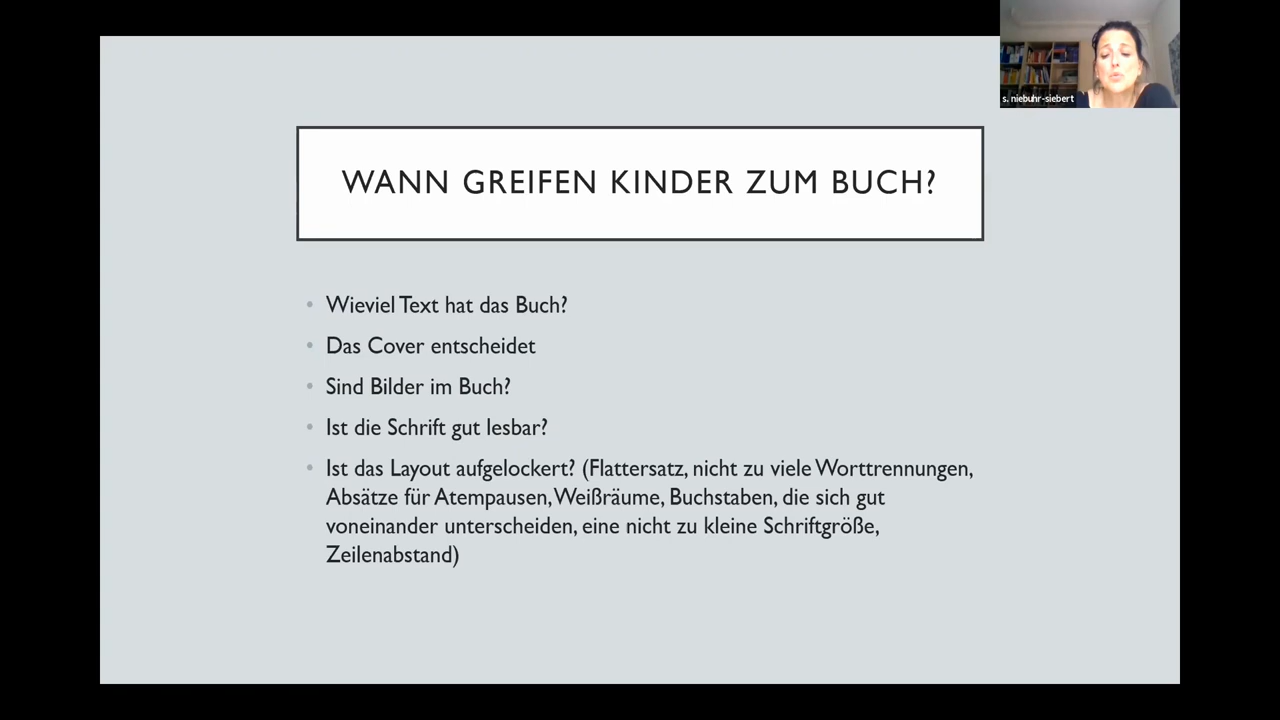 s. niebuhr-siebert
WANN GREIFEN KINDER ZUM BUCH?
• Wieviel Text hat das Buch?
• Das Cover entscheidet
• Sind Bilder im Buch?
• Ist die Schrift gut lesbar?
• Ist das Layout aufgelockert? (Flattersatz, nicht zu viele Worttrennungen,
Absätze für Atempausen, Weißräume, Buchstaben, die sich gut
voneinander unterscheiden, eine nicht zu kleine Schriftgröße,
Zeilenabstand)